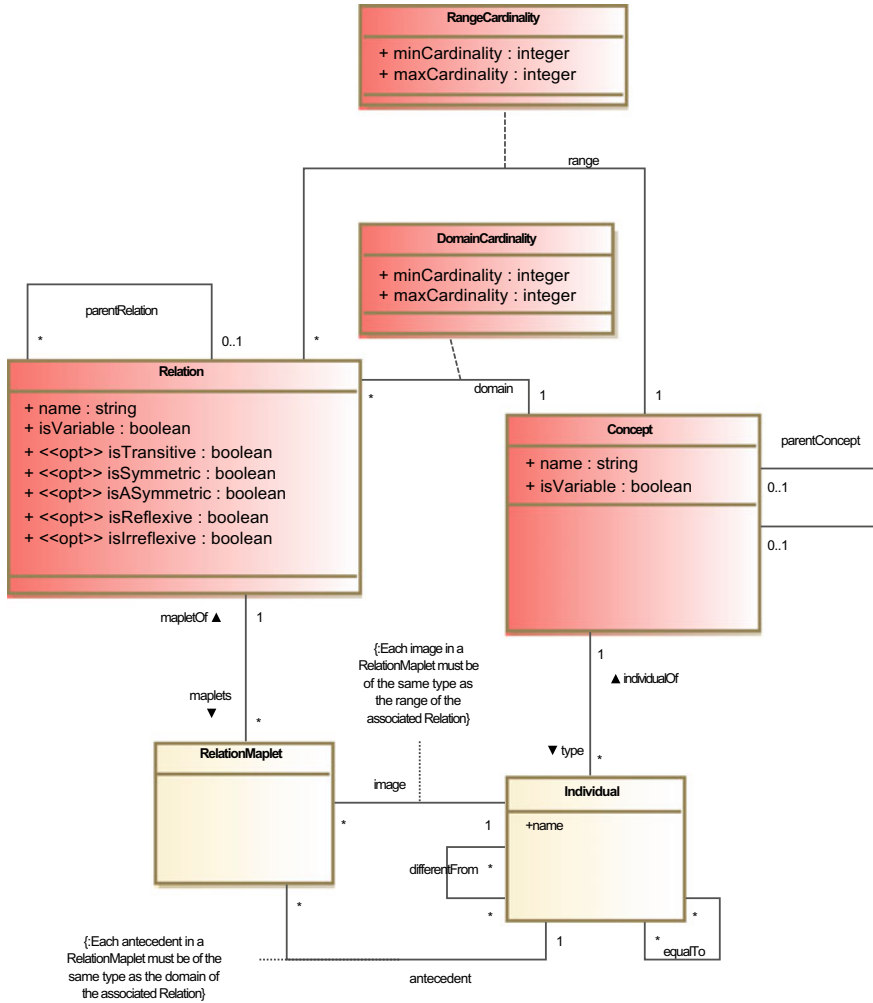 RangeCardinality
+ minCardinality : integer
+ maxCardinality : integer
range
DomainCardinality
+ minCardinality : integer
+ maxCardinality : integer
parentRelation
*
0..1
*
Relation
+ name : string
+ isVariable : boolean
+ <<opt>> isTransitive : boolean
+ <<opt>> isSymmetric : boolean
+ <<opt>> isASymmetric : boolean
+ <<opt>> isReflexive : boolean
+ <<opt>> isIrreflexive : boolean
*
domain
1
1
Concept
+ name : string
+ isVariable : boolean
parentConcept
0..1
0..1
mapletOf ▲
1
maplets
▼
*
{:Each image in a
RelationMaplet must be
of the same type as
the range of the
associated Relation}
1
▲ individualOf
▼ type
*
RelationMaplet
image
*
1
Individual
+name
differentFrom
*
*
*
*
equalTo
*
1
antecedent
{:Each antecedent in a
RelationMaplet must be of the
same type as the domain of
the associated Relation}